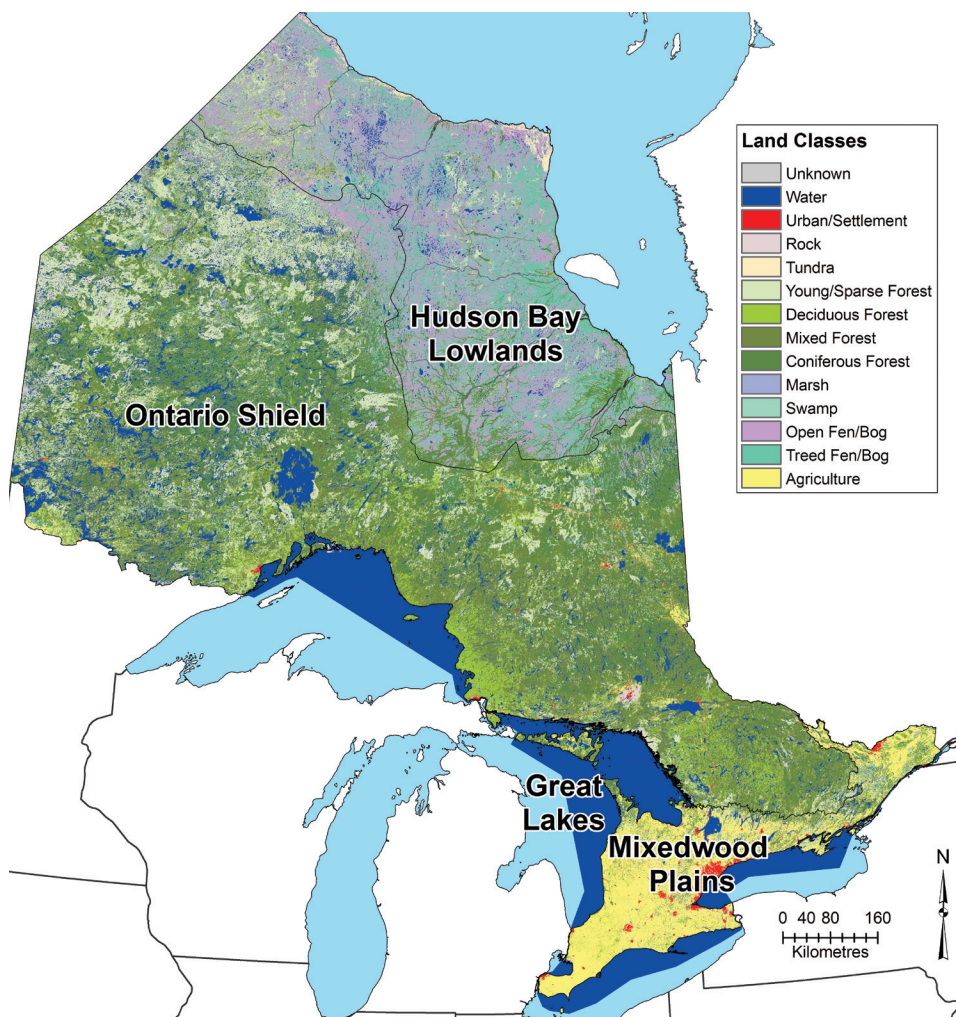 Land Classes
Unknown
Water
Urban/Settlement
Rock
Tundra
Young/Sparse Forest
Deciduous Forest
Mixed Forest
Coniferous Forest
Marsh
Swamp
Open Fen/Bog
Treed Fen/Bog
Agriculture
Hudson Bay
Lowlands
Ontario Shield
Great
Lakes
Mixedwood
Plains
N
0 40 80 160
Kilometres